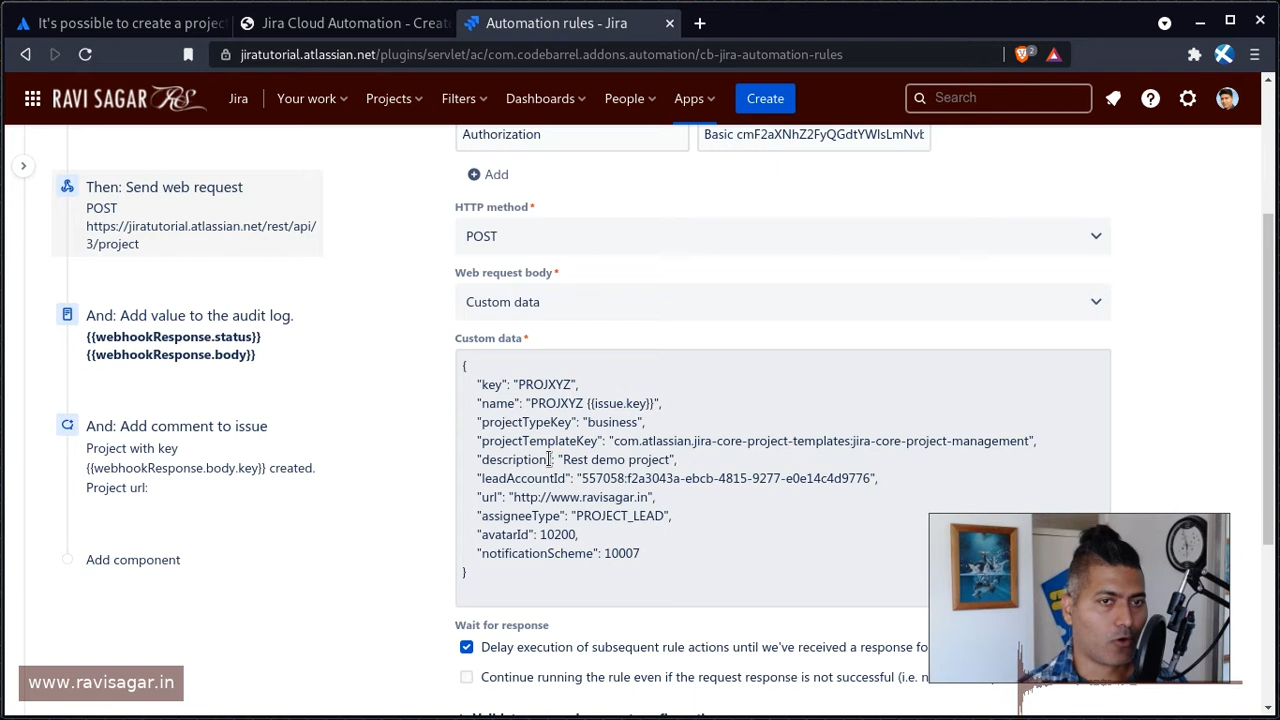 It's possible to create a project
Jira Cloud Automation - Create
Automation rules - Jira
jiratutorial.atlassian.net/plugins/servlet/ac/com.codebarrel.addons.automation/cb-jira-automation-rules
2
RAVI SAGAR RS
Jira
Your work
Projects
Filters
Dashboards
People
Apps
Create
Search
Authorization
Add
Then: Send web request
POST
https://jiratutorial.atlassian.net/rest/api/
3/project
HTTP method*
POST
Web request body*
Custom data
And: Add value to the audit log.
{{webhookResponse.status}}
{{webhookResponse.body}}
And: Add comment to issue
Project with key
{{webhookResponse.body.key}} created.
Project url:
Add component
Custom data*
{
"key": "PROJXYZ",
"name": "PROJXYZ {{issue.key}}",
"projectTypeKey": "business",
"projectTemplateKey": "com.atlassian.jira-core-project-templates:jira-core-project-management",
"description": "Rest demo project",
"leadAccountId": "557058:f2a3043a-ebcb-4815-9277-e0e14c4d9776",
"url": "http://www.ravisagar.in",
"assigneeType": "PROJECT_LEAD",
"avatarId": 10200,
"notificationScheme": 10007
}
Wait for response
Delay execution of subsequent rule actions until we've received a response fo
Continue running the rule even if the request response is not successful (i.e. n
www.ravisagar.in